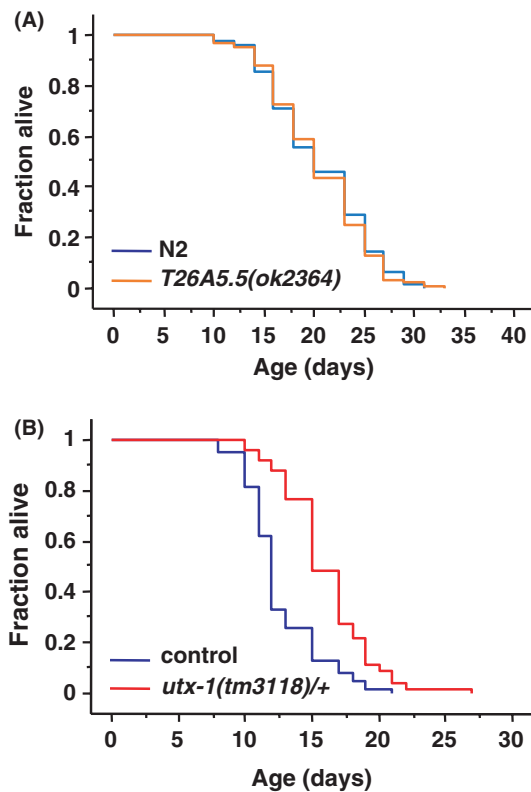 (A)
1
0.8
0.6
0.4
0.2
0
Fraction alive
N2
T26A5.5(ok2364)
0 5 10 15 20 25 30 35 40
Age (days)
(B)
1
0.8
0.6
0.4
0.2
0
Fraction alive
control
utx-1(tm3118)/+
0 5 10 15 20 25 30
Age (days)